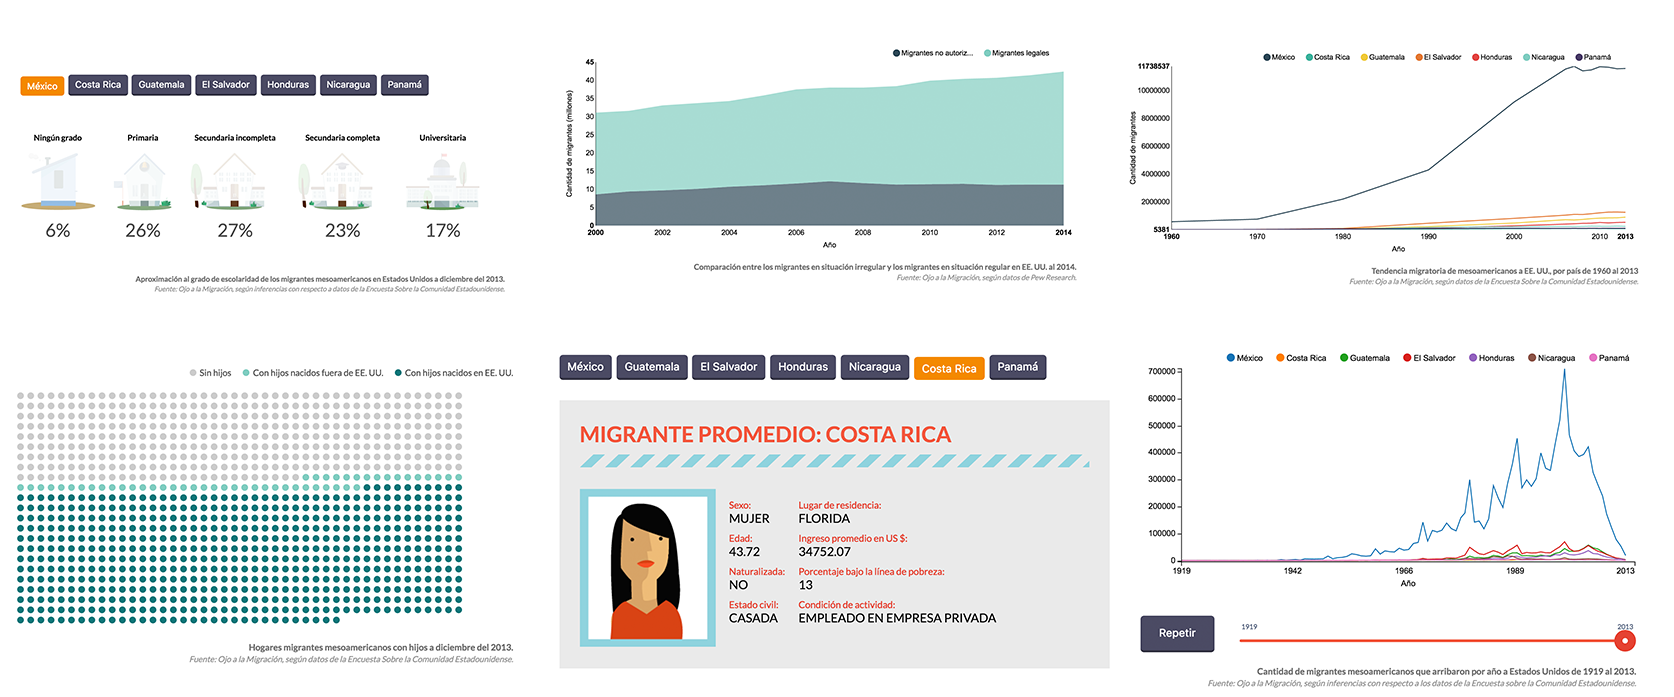 México Costa Rica Guatemala El Salvador Honduras Nicaragua Panamá
Ningún grado Primaria Secundaria incompleta Secundaria completa Universitaria
6% 26% 27% 23% 17%
Aproximación al grado de escolaridad de los migrantes mesoamericanos en Estados Unidos a diciembre del 2013.
Fuente: Ojo a la Migración, según inferencias con respecto a datos de la Encuesta Sobre la Comunidad Estadounidense.
Migrantes no autoriz... Migrantes legales
Cantidad de migrantes (millones)
45
40
35
30
25
20
15
10
5
0
2000 2002 2004 2006 2008 2010 2012 2014
Año
Comparación entre los migrantes en situación irregular y los migrantes en situación regular en EE. UU. al 2014.
Fuente: Ojo a la Migración, según datos de Pew Research.
México Costa Rica Guatemala El Salvador Honduras Nicaragua Panamá
Cantidad de migrantes
11738537
10000000
8000000
6000000
4000000
2000000
5381
1960 1970 1980 1990 2000 2010 2013
Año
Tendencia migratoria de mesoamericanos a EE. UU., por país de 1960 al 2013
Fuente: Ojo a la Migración, según datos de la Encuesta Sobre la Comunidad Estadounidense.
Sin hijos Con hijos nacidos fuera de EE. UU. Con hijos nacidos en EE. UU.
Hogares migrantes mesoamericanos con hijos a diciembre del 2013.
Fuente: Ojo a la Migración, según datos de la Encuesta Sobre la Comunidad Estadounidense.
México Guatemala El Salvador Honduras Nicaragua Costa Rica Panamá
MIGRANTE PROMEDIO: COSTA RICA
Sexo: Lugar de residencia:
MUJER FLORIDA
Edad: Ingreso promedio en US $:
43.72 34752.07
Naturalizada: Porcentaje bajo la línea de pobreza:
NO 13
Estado civil: Condición de actividad:
CASADA EMPLEADO EN EMPRESA PRIVADA
México Costa Rica Guatemala El Salvador Honduras Nicaragua Panamá
700000
600000
500000
400000
300000
200000
100000
0
1919 1942 1966 1989 2013
Año
Repetir
1919 2013
Cantidad de migrantes mesoamericanos que arribaron por año a Estados Unidos de 1919 al 2013.
Fuente: Ojo a la Migración, según inferencias con respecto a los datos de la Encuesta sobre la Comunidad Estadounidense.